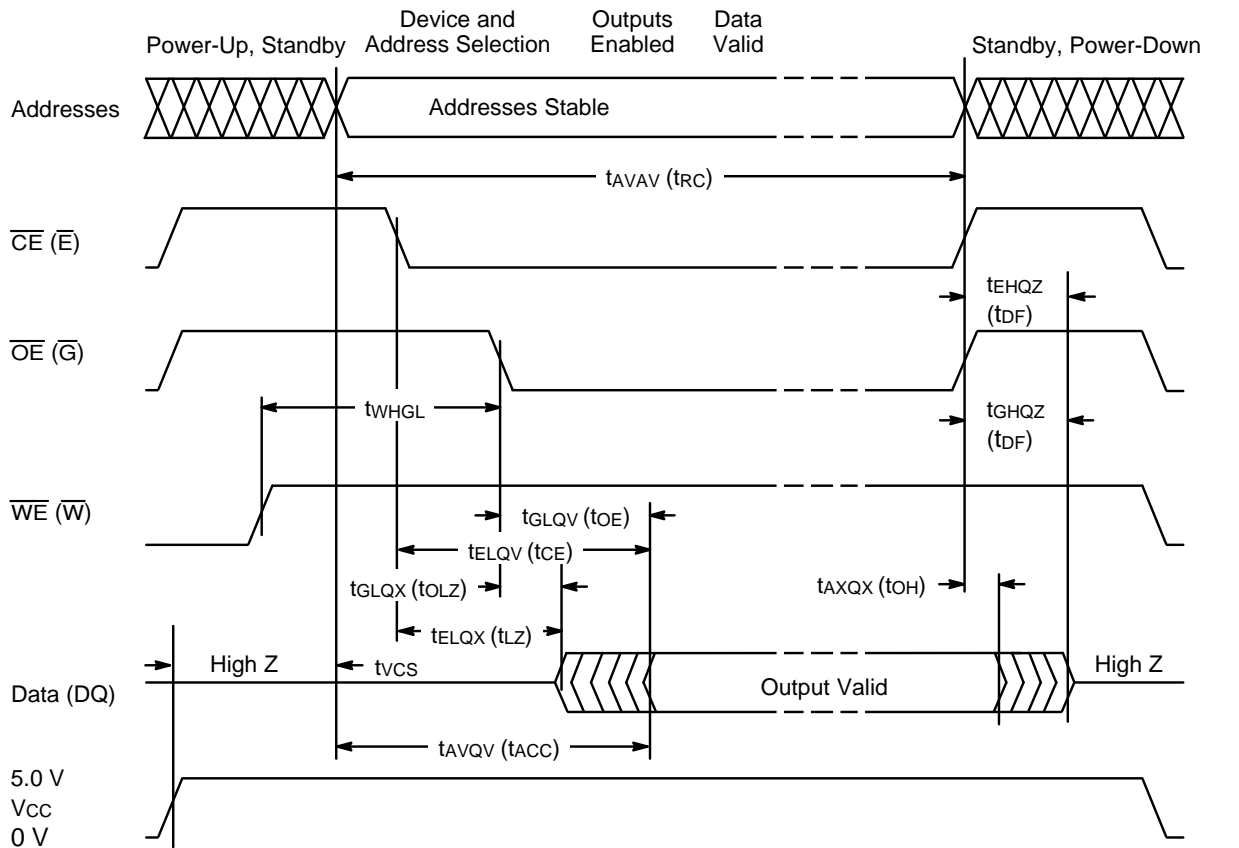 Power-Up, Standby
Device and
Address Selection
Outputs
Enabled
Data
Valid
Standby, Power-Down
Addresses
Addresses Stable
tAVAV (tRC)
CE (E)
tEHQZ
(tDF)
OE (G)
tWHGL
tGHQZ
(tDF)
WE (W)
tGLQV (tOE)
tELQV (tCE)
tGLQX (tOLZ)
tAXQX (tOH)
tELQX (tLZ)
High Z
tVCS
Output Valid
High Z
Data (DQ)
tAVQV (tACC)
5.0 V
VCC
0 V